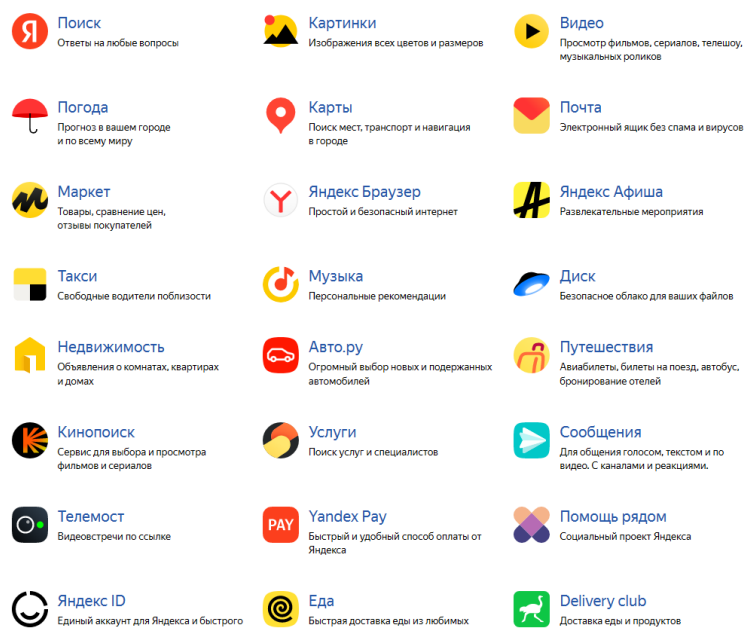 Я
Поиск
Ответы на любые вопросы
Картинки
Изображения всех цветов и размеров
Видео
Просмотр фильмов, сериалов, телешоу,
музыкальных роликов
Погода
Прогноз в вашем городе
и по всему миру
Карты
Поиск мест, транспорт и навигация
в городе
Почта
Электронный ящик без спама и вирусов
Маркет
Товары, сравнение цен,
отзывы покупателей
Яндекс Браузер
Простой и безопасный интернет
Яндекс Афиша
Развлекательные мероприятия
Такси
Свободные водители поблизости
Музыка
Персональные рекомендации
Диск
Безопасное облако для ваших файлов
Недвижимость
Объявления о комнатах, квартирах
и домах
Авто.ру
Огромный выбор новых и подержанных
автомобилей
Путешествия
Авиабилеты, билеты на поезд, автобус,
бронирование отелей
Кинопоиск
Сервис для выбора и просмотра
фильмов и сериалов
Услуги
Поиск услуг и специалистов
Сообщения
Для общения голосом, текстом и по
видео. С каналами и реакциями.
Телемост
Видеовстречи по ссылке
PAY
Yandex Pay
Быстрый и удобный способ оплаты от
Яндекса
Помощь рядом
Социальный проект Яндекса
Яндекс ID
Единый аккаунт для Яндекса и быстрого
Еда
Быстрая доставка еды из любимых
Delivery club
Доставка еды и продуктов